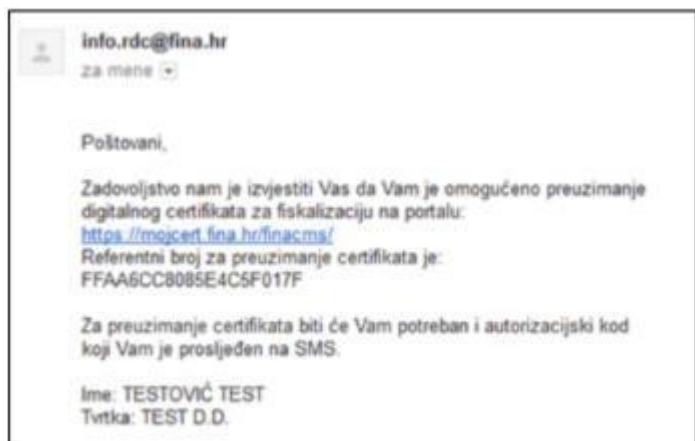 info.rdc@fina.hr
za mene
Poštovani,
Zadovoljstvo nam je izvjestiti Vas da Vam je omogućeno preuzimanje
digitalnog certifikata za fiskalizaciju na portalu:
https://mojcert.fina.hr/finacms/
Referentni broj za preuzimanje certifikata je:
FFAA6CC8085E4C5F017F
Za preuzimanje certifikata biti će Vam potreban i autorizacijski kod
koji Vam je prosljeđen na SMS.
Ime: TESTOVIĆ TEST
Tvrtka: TEST D.D.